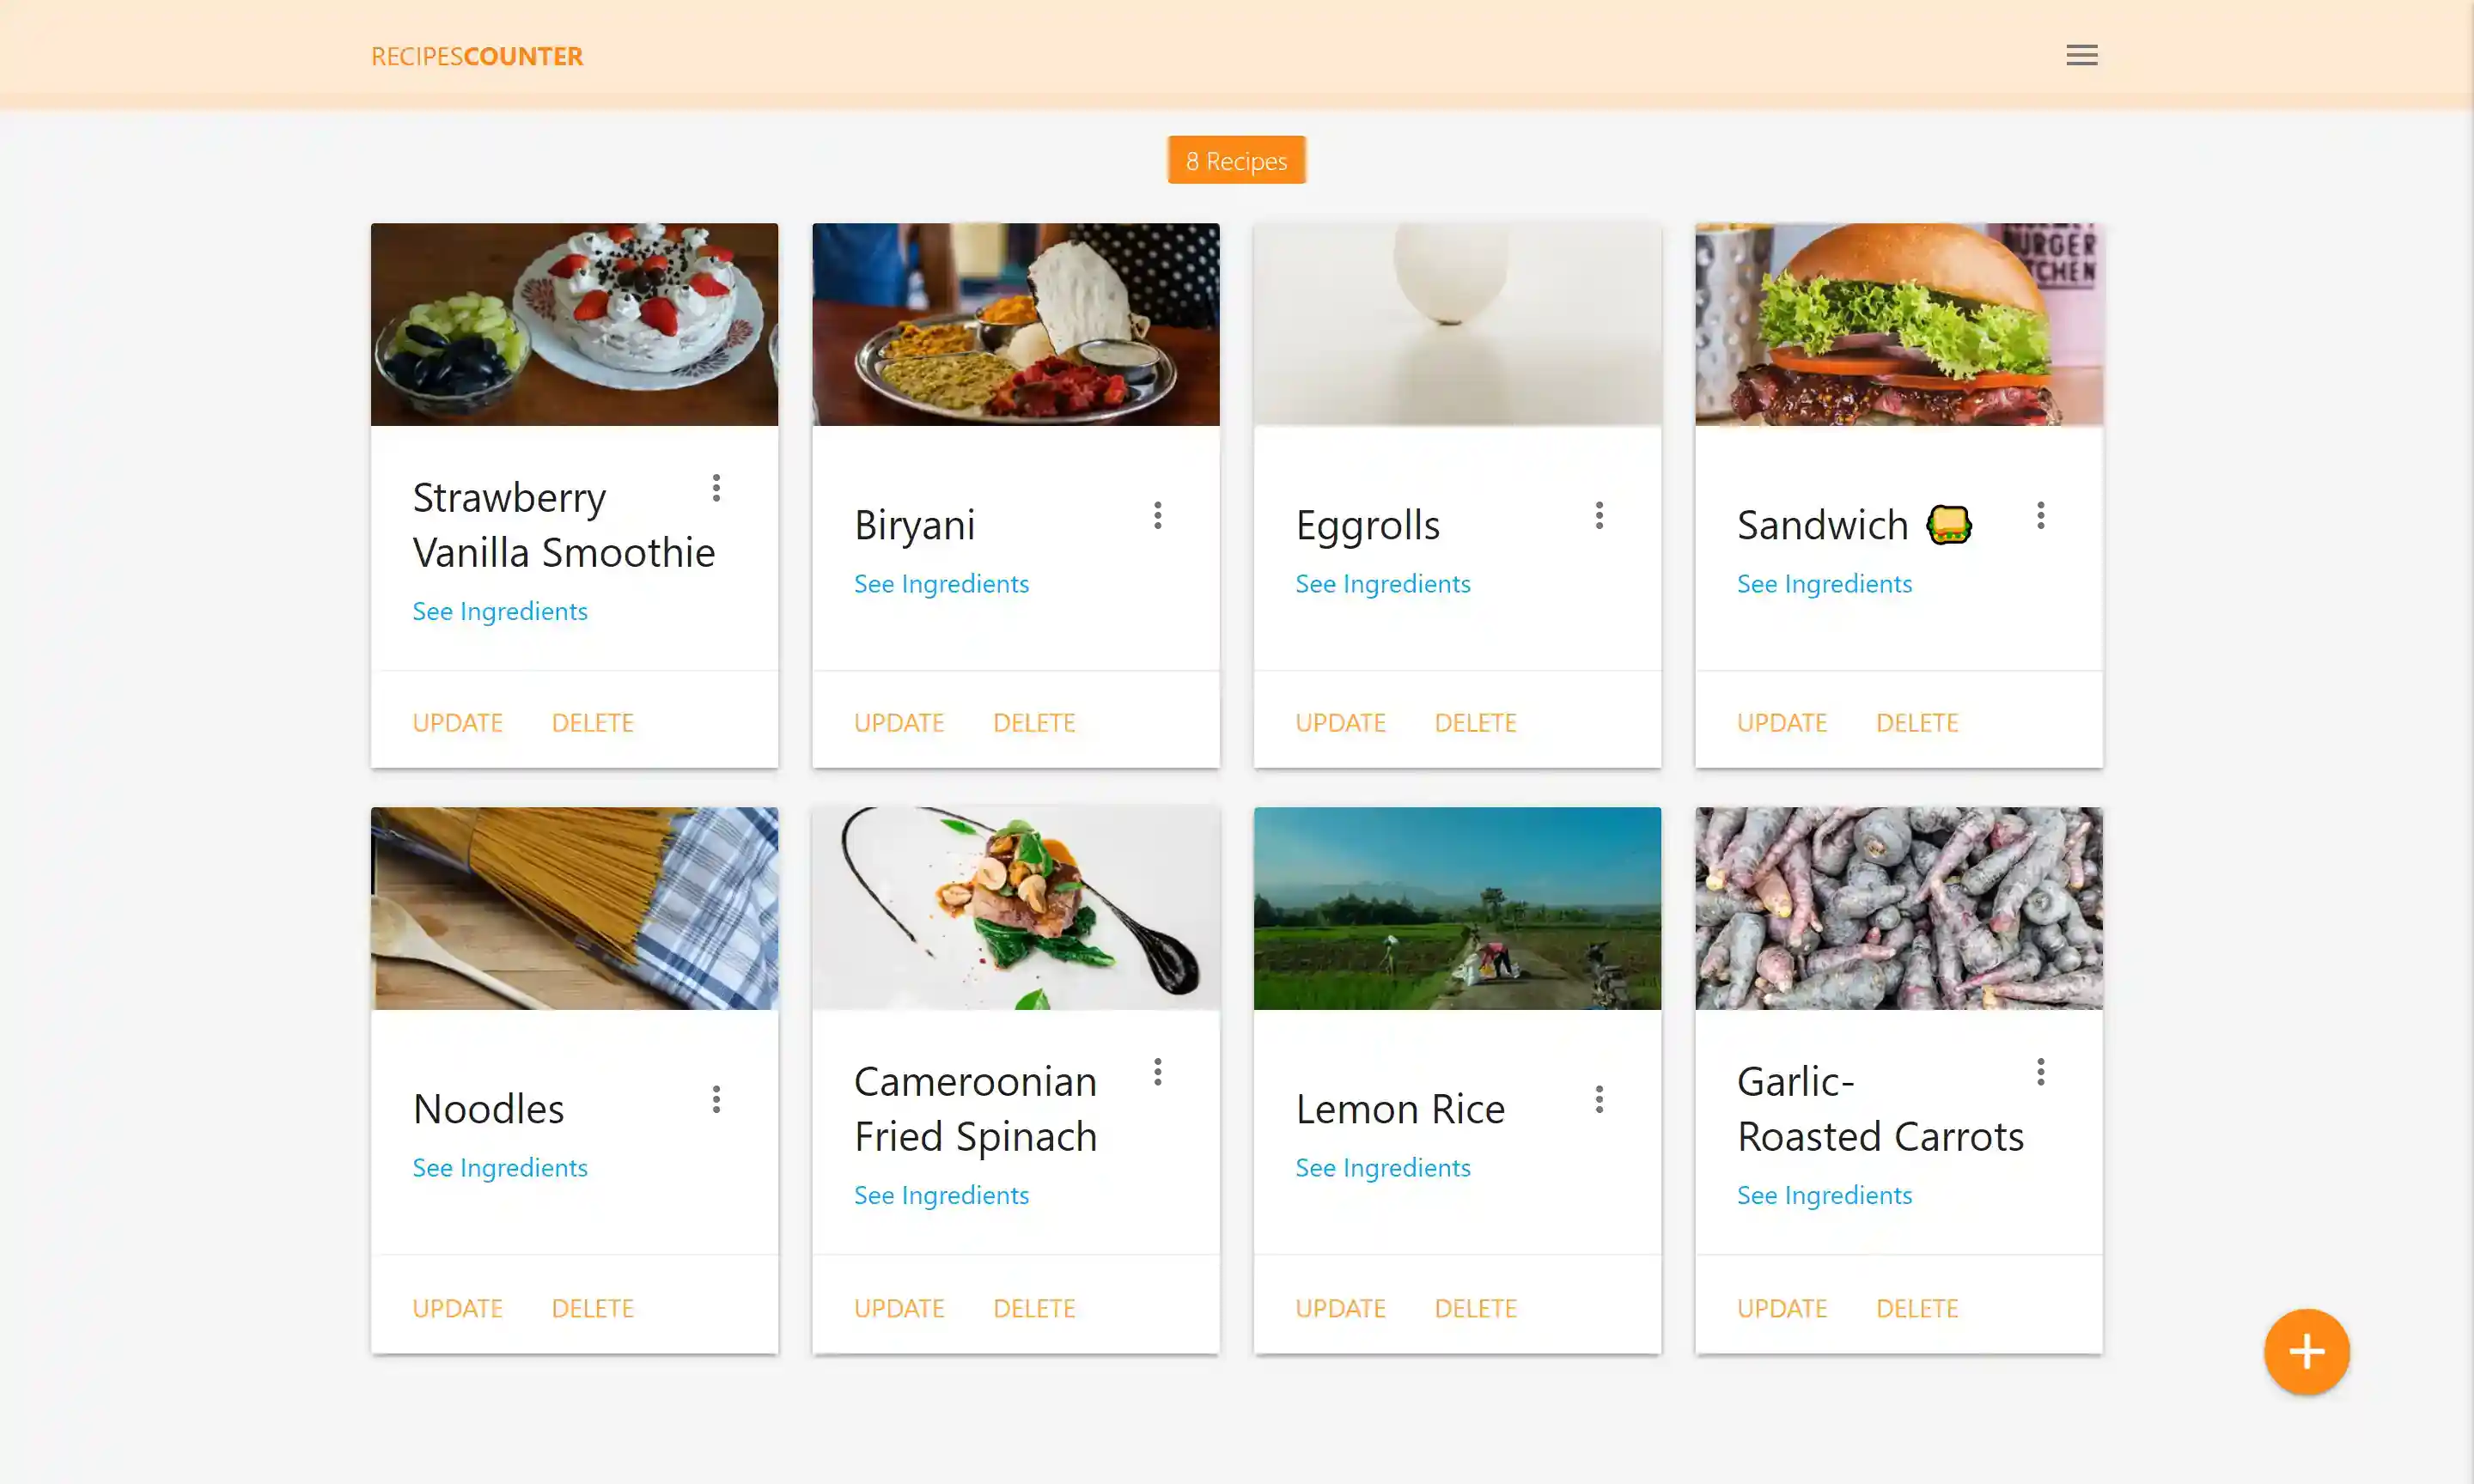 RECIPESCOUNTER
8 Recipes
URGER
TCHEN
Strawberry
Vanilla Smoothie
See Ingredients
UPDATE DELETE
Biryani
See Ingredients
UPDATE DELETE
Eggrolls
See Ingredients
UPDATE DELETE
Sandwich 🥪
See Ingredients
UPDATE DELETE
Noodles
See Ingredients
UPDATE DELETE
Cameroonian
Fried Spinach
See Ingredients
UPDATE DELETE
Lemon Rice
See Ingredients
UPDATE DELETE
Garlic-
Roasted Carrots
See Ingredients
UPDATE DELETE